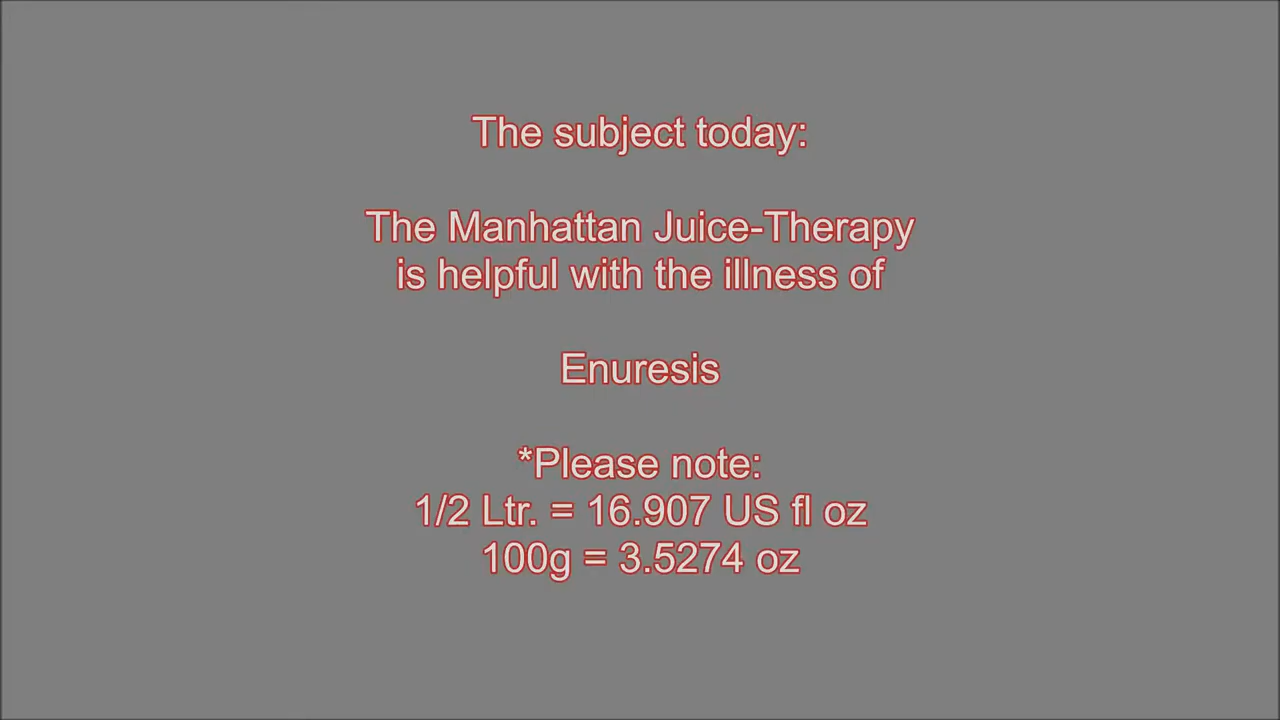 The subject today:
The Manhattan Juice-Therapy
is helpful with the illness of
Enuresis
*Please note:
1/2 Ltr. = 16.907 US fl oz
100g = 3.5274 oz